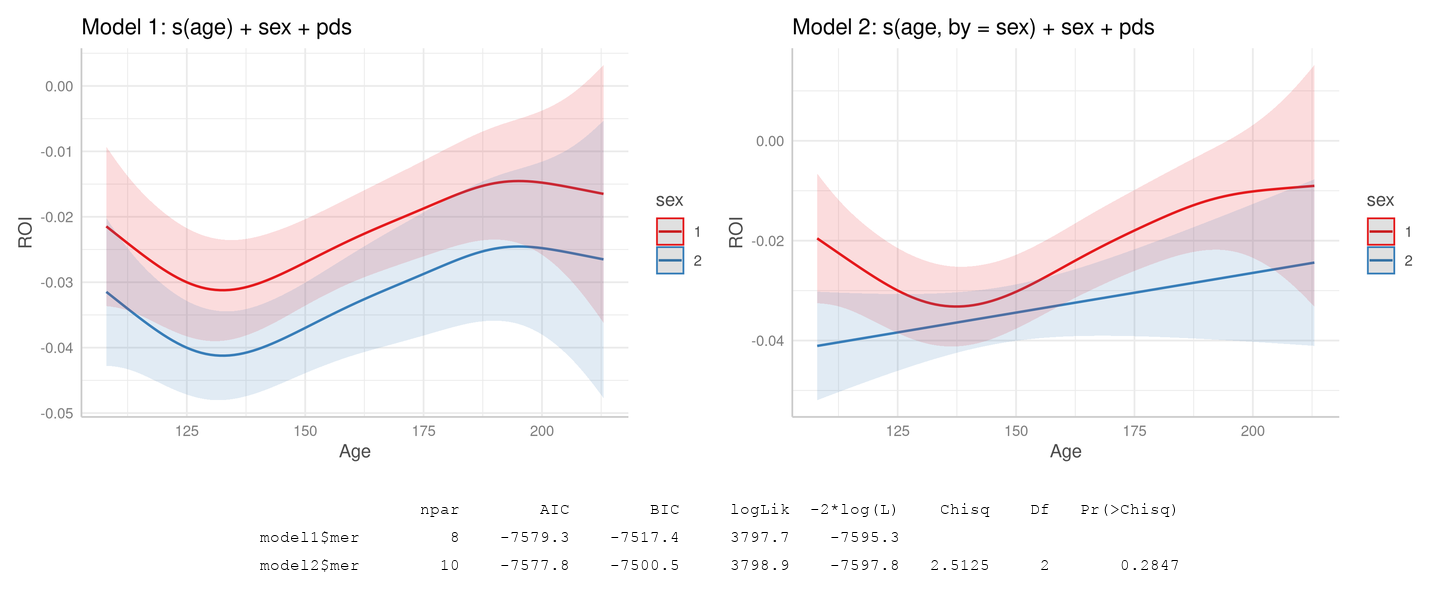 Model 1: s(age) + sex + pds
0.00
-0.01
-0.02
-0.03
-0.04
-0.05
ROI
125
175
200
Age
sex
1
2
Model 2: s(age, by = sex) + sex + pds
0.00
-0.02
-0.04
ROI
125
150
175
200
Age
sex
1
2
npar AIC BIC logLik -2*log(L) Chisq Df Pr(>Chisq)
model1$mer 8 -7579.3 -7517.4 3797.7 -7595.3
model2$mer 10 -7577.8 -7500.5 3798.9 -7597.8 2.5125 2 0.2847